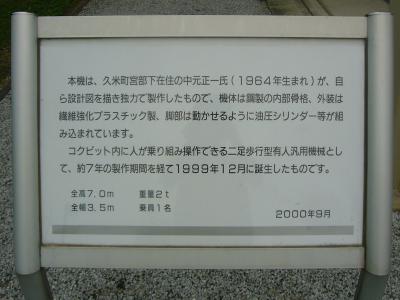 本機は、久米町宮部下在住の中元正一氏(1964年生まれ)が、自
ら設計図を描き独力で製作したもので、機体は鋼製の内部骨格、外装は
繊維強化プラスチック製、脚部は動かせるように油圧シリンダー等が組
み込まれています。
コクピット内に人が乗り組み操作できる二足歩行型有人汎用機械とし
て、約7年の製作期間を経て1999年12月に誕生したものです。
全高7.0m 重量2t
全幅3.5m 乗員1名
2000年9月